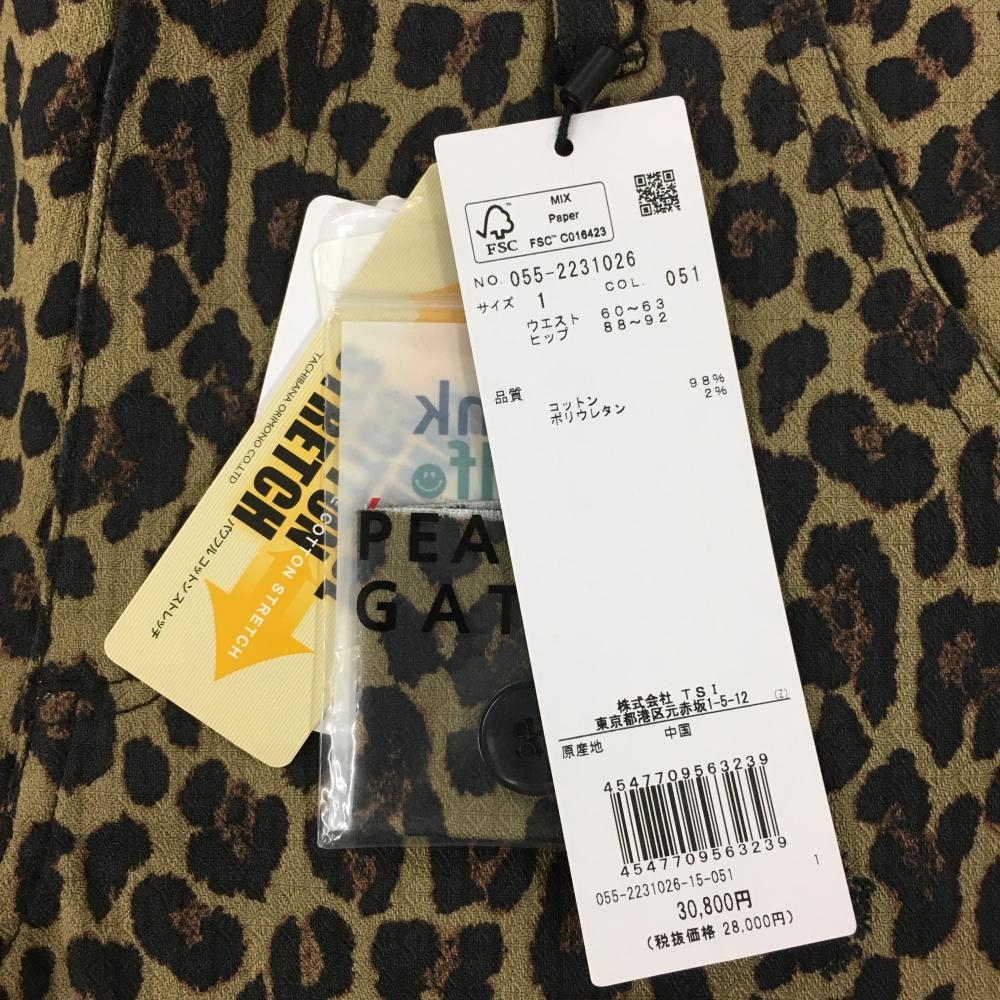 MIX
Paper
FSC™ C016423
FSC
NO. 055-2231026
COL. 051
サイズ 1
ウエスト 60~63
ヒップ 88~92
品質
コットン 98%
ポリウレタン 2%
株式会社 TSI
東京都港区元赤坂1-5-12 (Z)
原産地 中国
4547709563239
4547709563239
055-2231026-15-051 1
30,800円
(税抜価格 28,000円)
TACHIBANA ORIMONO CO.,LTD
STRETCH
COTTON STRETCH
パワフルコットンストレッチ
PEA
GAT